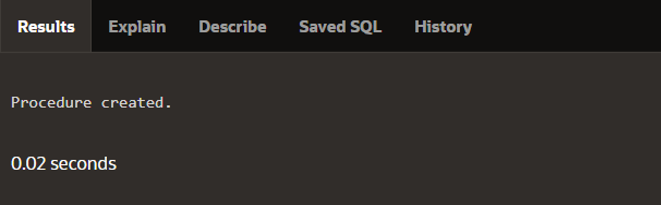 Results Explain Describe Saved SQL History
Procedure created.
0.02 seconds